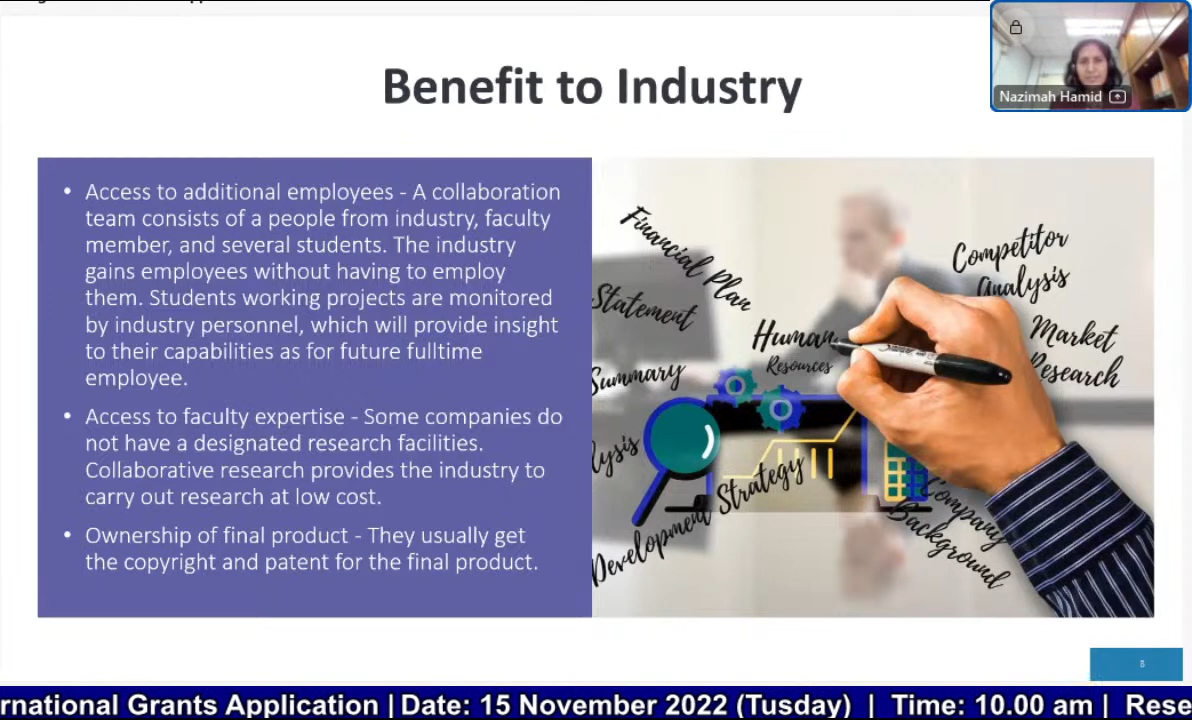 Benefit to Industry
Nazimah Hamid
• Access to additional employees - A collaboration
team consists of a people from industry, faculty
member, and several students. The industry
gains employees without having to employ
them. Students working projects are monitored
by industry personnel, which will provide insight
to their capabilities as for future fulltime
employee.
• Access to faculty expertise - Some companies do
not have a designated research facilities.
Collaborative research provides the industry to
carry out research at low cost.
• Ownership of final product - They usually get
the copyright and patent for the final product.
Financial Plan
Statement
Summary
lysis
Development Strategy
Human
Resources
Competitor
Analysis
Market
Research
Company
Background
rnational Grants Application | Date: 15 November 2022 (Tusday) | Time: 10.00 am | Rese